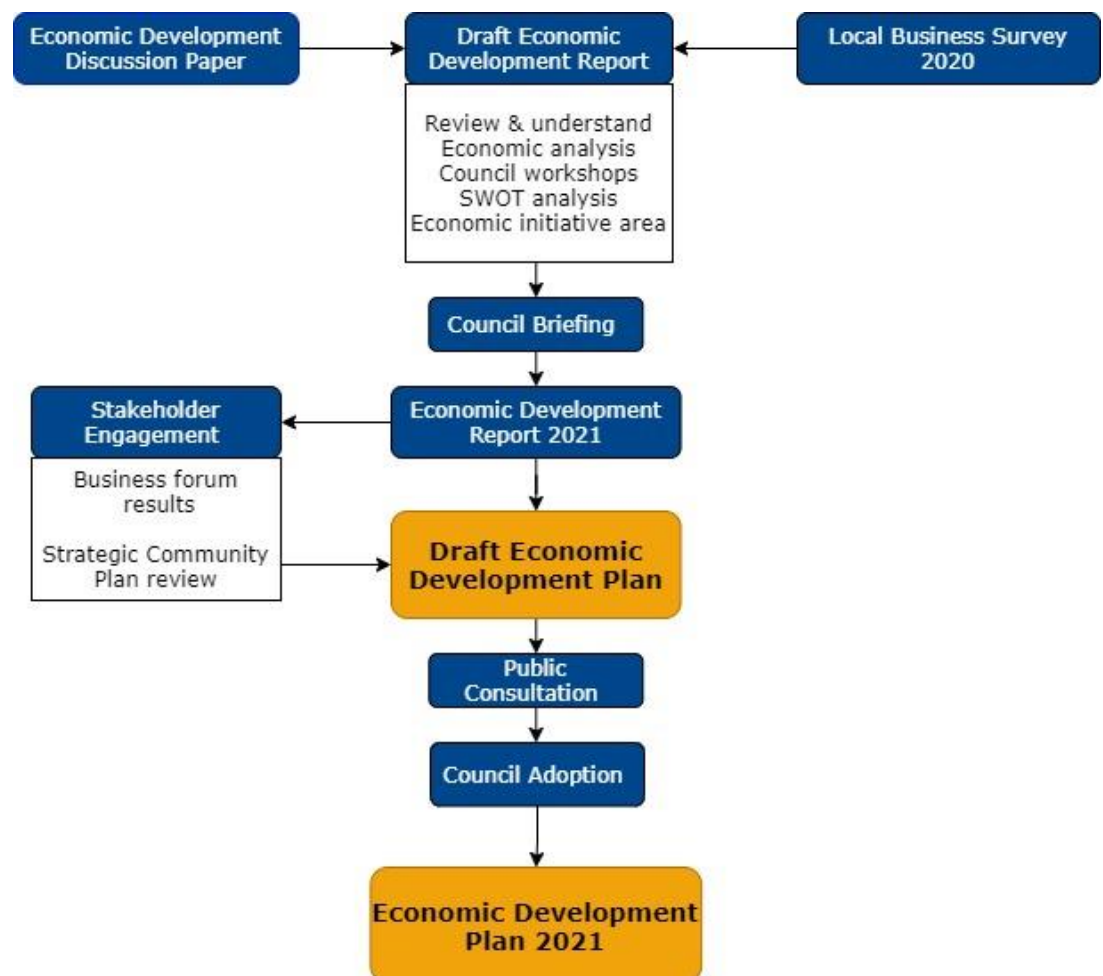 Economic Development
Discussion Paper
Draft Economic
Development Report
Local Business Survey
2020
Review & understand
Economic analysis
Council workshops
SWOT analysis
Economic initiative area
Council Briefing
Stakeholder
Engagement
Economic Development
Report 2021
Business forum
results
Strategic Community
Plan review
Draft Economic
Development Plan
Public
Consultation
Council Adoption
Economic Development
Plan 2021